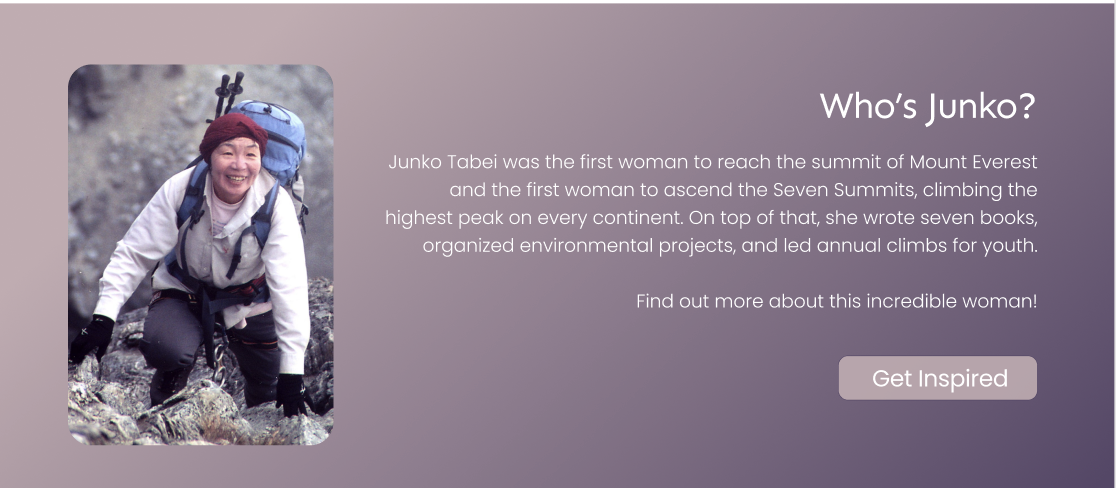 Who's Junko?
Junko Tabei was the first woman to reach the summit of Mount Everest
and the first woman to ascend the Seven Summits, climbing the
highest peak on every continent. On top of that, she wrote seven books,
organized environmental projects, and led annual climbs for youth.
Find out more about this incredible woman!
Get Inspired